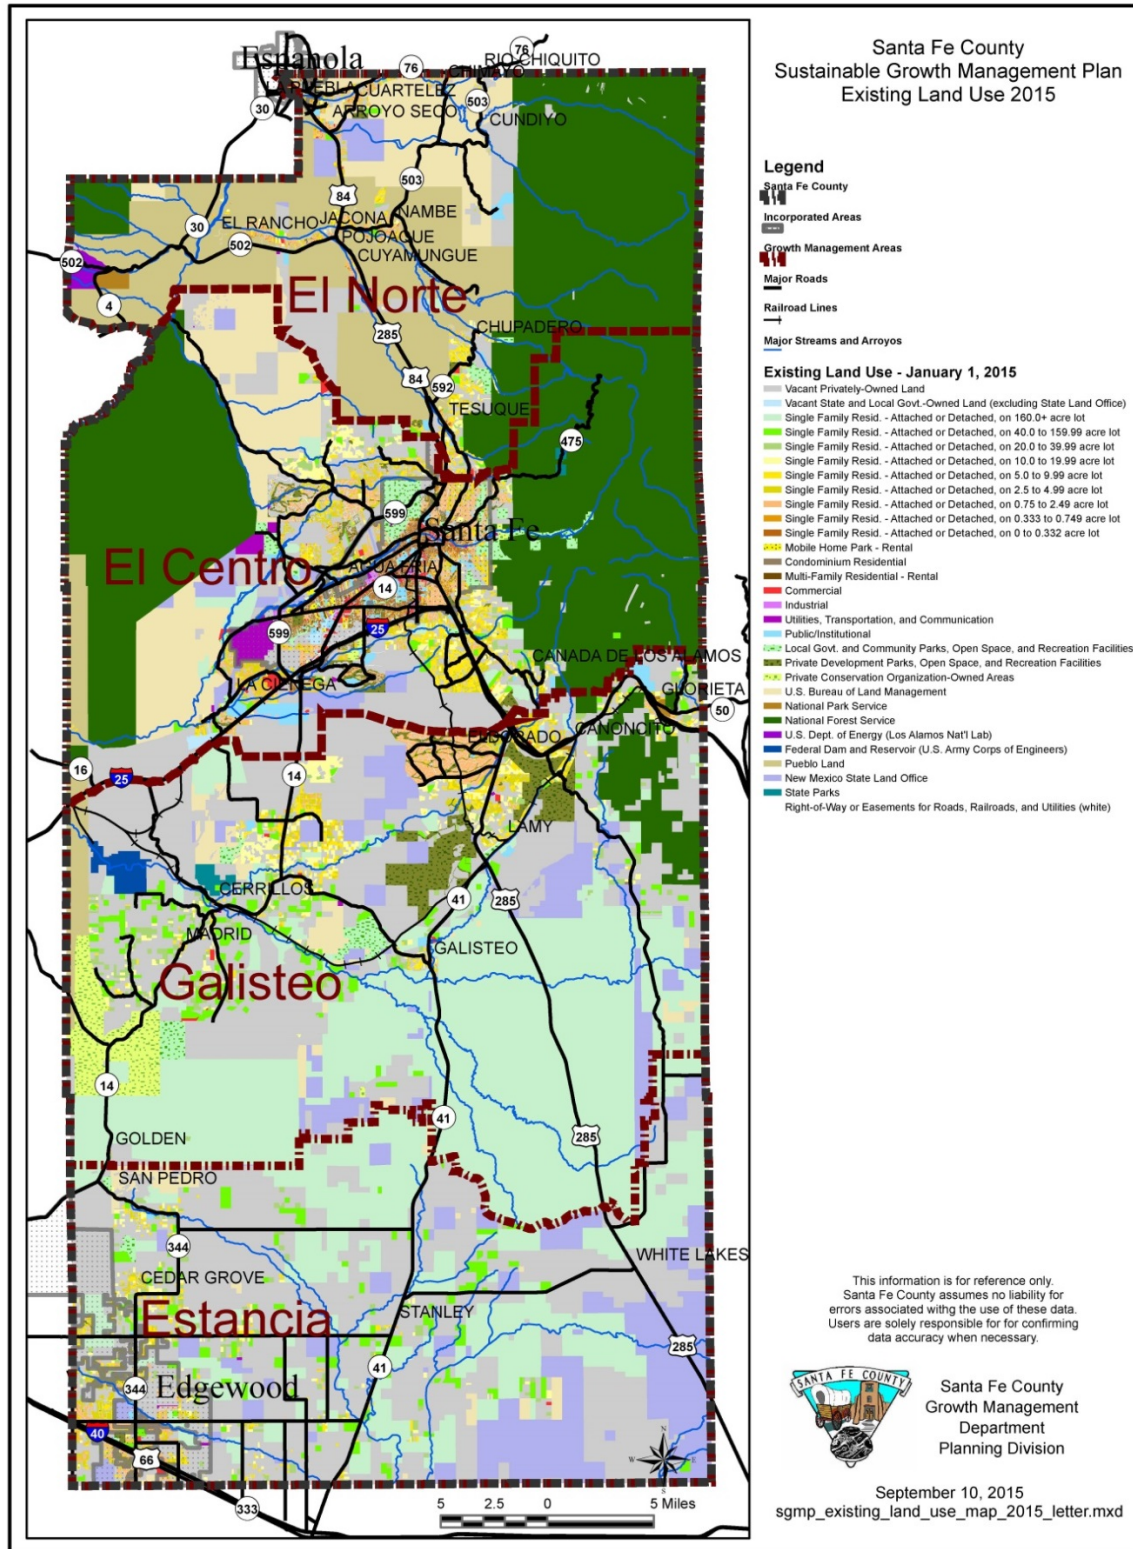 Santa Fe County
Sustainable Growth Management Plan
Existing Land Use 2015
Legend
Santa Fe County
Incorporated Areas
Growth Management Areas
Major Roads
Railroad Lines
Major Streams and Arroyos
Existing Land Use - January 1, 2015
Vacant Privately-Owned Land
Vacant State and Local Govt.-Owned Land (excluding State Land Office)
Single Family Resid. - Attached or Detached, on 160.0+ acre lot
Single Family Resid. - Attached or Detached, on 40.0 to 159.99 acre lot
Single Family Resid. - Attached or Detached, on 20.0 to 39.99 acre lot
Single Family Resid. - Attached or Detached, on 10.0 to 19.99 acre lot
Single Family Resid. - Attached or Detached, on 5.0 to 9.99 acre lot
Single Family Resid. - Attached or Detached, on 2.5 to 4.99 acre lot
Single Family Resid. - Attached or Detached, on 0.75 to 2.49 acre lot
Single Family Resid. - Attached or Detached, on 0.333 to 0.749 acre lot
Single Family Resid. - Attached or Detached, on 0 to 0.332 acre lot
Mobile Home Park - Rental
Condominium Residential
Multi-Family Residential - Rental
Commercial
Industrial
Utilities, Transportation, and Communication
Public/Institutional
Local Govt. and Community Parks, Open Space, and Recreation Facilities
Private Development Parks, Open Space, and Recreation Facilities
Private Conservation Organization-Owned Areas
U.S. Bureau of Land Management
National Park Service
National Forest Service
U.S. Dept. of Energy (Los Alamos Nat'l Lab)
Federal Dam and Reservoir (U.S. Army Corps of Engineers)
Pueblo Land
New Mexico State Land Office
State Parks
Right-of-Way or Easements for Roads, Railroads, and Utilities (white)
Espanola
76
76
RIO CHIQUITO
CHIMAYO
LA PUEBLA
CUARTELEZ
30
ARROYO SECO
503
CUNDIYO
503
84
30
EL RANCHO
JACONA
NAMBE
502
POJOAQUE
502
CUYAMUNGUE
4
El Norte
285
CHUPADERO
84
592
TESUQUE
475
599
Santa Fe
El Centro
AGUA FRIA
14
599
25
CANADA DE LOS ALAMOS
LA CIENEGA
GLORIETA
50
ELDORADO
CANONCITO
16
25
14
LAMY
CERRILLOS
41
285
MADRID
GALISTEO
Galisteo
14
41
285
GOLDEN
SAN PEDRO
344
WHITE LAKES
CEDAR GROVE
STANLEY
Estancia
285
41
344
Edgewood
40
66
333
N
W
E
S
5
2.5
0
5 Miles
This information is for reference only.
Santa Fe County assumes no liability for
errors associated withg the use of these data.
Users are solely responsible for for confirming
data accuracy when necessary.
SANTA FE COUNTY
Santa Fe County
Growth Management
Department
Planning Division
September 10, 2015
sgmp_existing_land_use_map_2015_letter.mxd